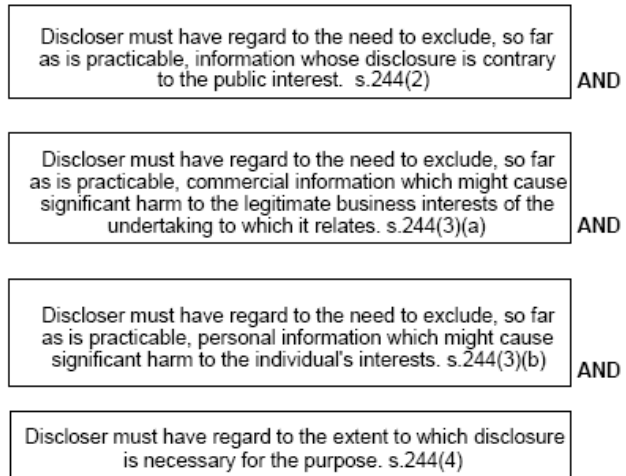 Discloser must have regard to the need to exclude, so far
as is practicable, information whose disclosure is contrary
to the public interest. s.244(2)
AND
Discloser must have regard to the need to exclude, so far
as is practicable, commercial information which might cause
significant harm to the legitimate business interests of the
undertaking to which it relates. s.244(3)(a)
AND
Discloser must have regard to the need to exclude, so far
as is practicable, personal information which might cause
significant harm to the individual's interests. s.244(3)(b)
AND
Discloser must have regard to the extent to which disclosure
is necessary for the purpose. s.244(4)